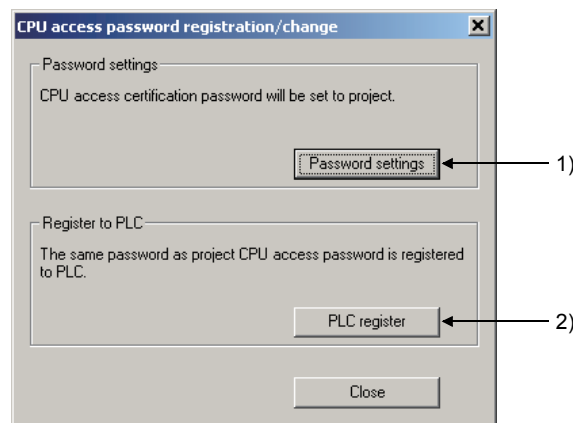 CPU access password registration/change
Password settings
CPU access certification password will be set to project.
Password settings
1)
Register to PLC
The same password as project CPU access password is registered
to PLC.
PLC register
2)
Close